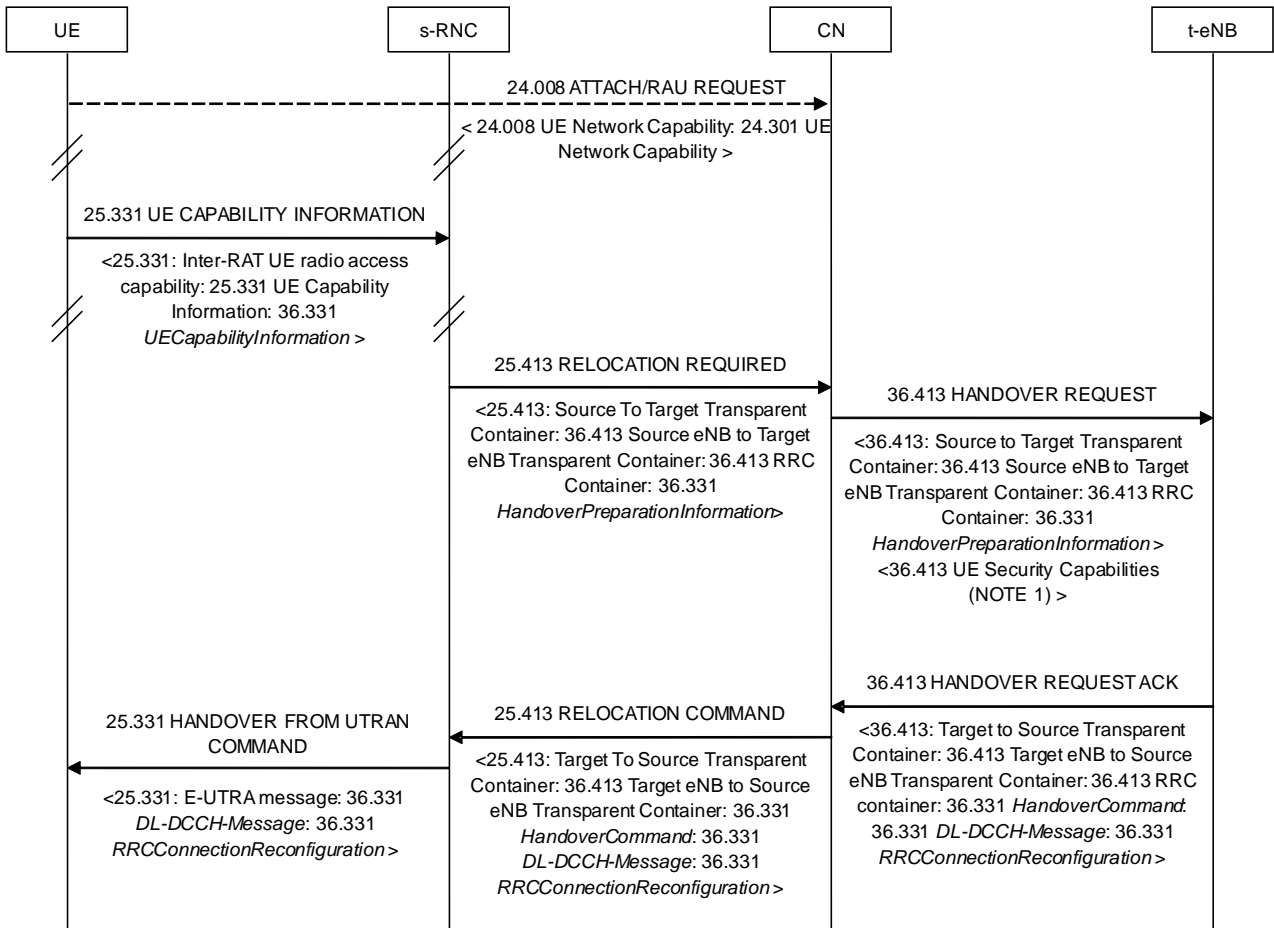 UE
s-RNC
CN
t-eNB
24.008 ATTACH/RAU REQUEST
< 24.008 UE Network Capability: 24.301 UE
Network Capability >
25.331 UE CAPABILITY INFORMATION
<25.331: Inter-RAT UE radio access
capability: 25.331 UE Capability
Information: 36.331
UECapabilityInformation >
25.413 RELOCATION REQUIRED
<25.413: Source To Target Transparent
Container: 36.413 Source eNB to Target
eNB Transparent Container: 36.413 RRC
Container: 36.331
HandoverPreparationInformation>
36.413 HANDOVER REQUEST
<36.413: Source to Target Transparent
Container: 36.413 Source eNB to Target
eNB Transparent Container: 36.413 RRC
Container: 36.331
HandoverPreparationInformation >
<36.413 UE Security Capabilities
(NOTE 1) >
36.413 HANDOVER REQUEST ACK
<36.413: Target to Source Transparent
Container: 36.413 Target eNB to Source
eNB Transparent Container: 36.413 RRC
container: 36.331 HandoverCommand:
36.331 DL-DCCH-Message: 36.331
RRCConnectionReconfiguration >
25.413 RELOCATION COMMAND
<25.413: Target To Source Transparent
Container: 36.413 Target eNB to Source
eNB Transparent Container: 36.331
HandoverCommand: 36.331
DL-DCCH-Message: 36.331
RRCConnectionReconfiguration >
25.331 HANDOVER FROM UTRAN
COMMAND
<25.331: E-UTRA message: 36.331
DL-DCCH-Message: 36.331
RRCConnectionReconfiguration >